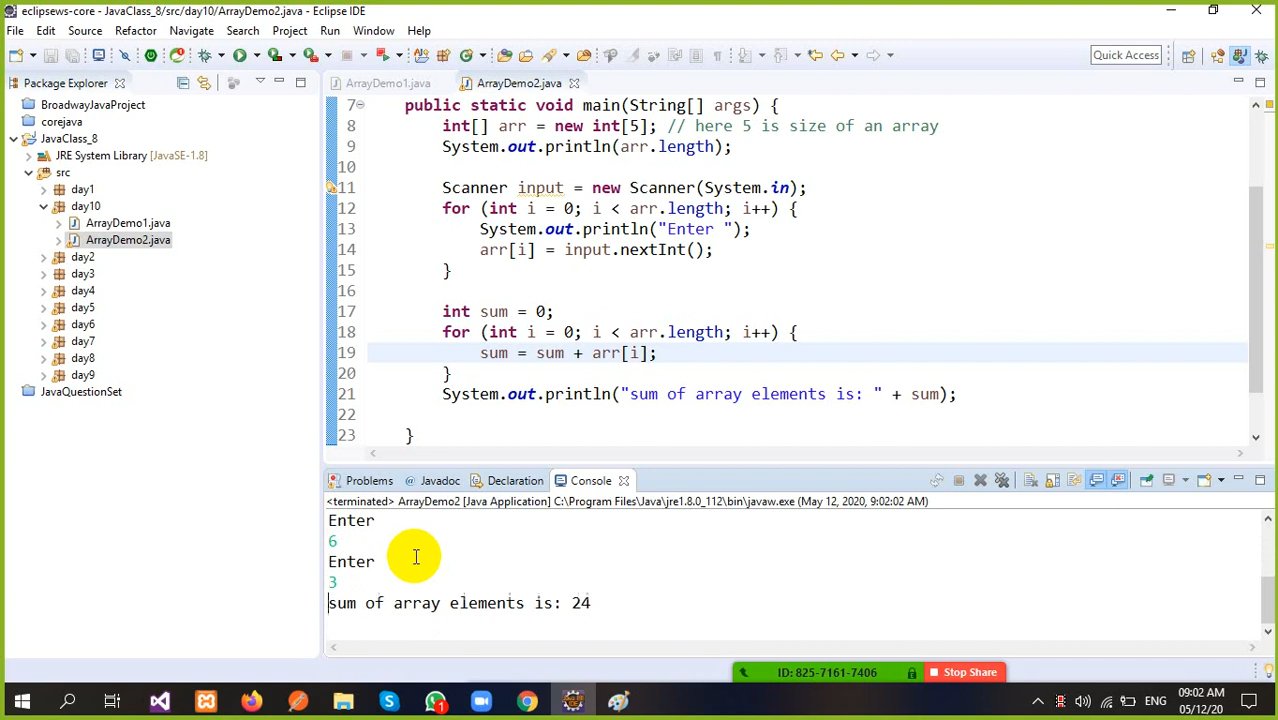 eclipsews-core - JavaClass_8/src/day10/ArrayDemo2.java - Eclipse IDE
File Edit Source Refactor Navigate Search Project Run Window Help
Quick Access
Package Explorer
BroadwayJavaProject
corejava
JavaClass_8
JRE System Library [JavaSE-1.8]
src
day1
day10
ArrayDemo1.java
ArrayDemo2.java
day2
day3
day4
day5
day6
day7
day8
day9
JavaQuestionSet
ArrayDemo1.java ArrayDemo2.java
7 public static void main(String[] args) {
8 int[] arr = new int[5]; // here 5 is size of an array
9 System.out.println(arr.length);
10
11 Scanner input = new Scanner(System.in);
12 for (int i = 0; i < arr.length; i++) {
13 System.out.println("Enter ");
14 arr[i] = input.nextInt();
15 }
16
17 int sum = 0;
18 for (int i = 0; i < arr.length; i++) {
19 sum = sum + arr[i];
20 }
21 System.out.println("sum of array elements is: " + sum);
22
23 }
Problems Javadoc Declaration Console
<terminated> ArrayDemo2 [Java Application] C:\Program Files\Java\jre1.8.0_112\bin\javaw.exe (May 12, 2020, 9:02:02 AM)
Enter
6
Enter
3
sum of array elements is: 24
ID: 825-7161-7406 Stop Share
1
ENG
09:02 AM
05/12/20